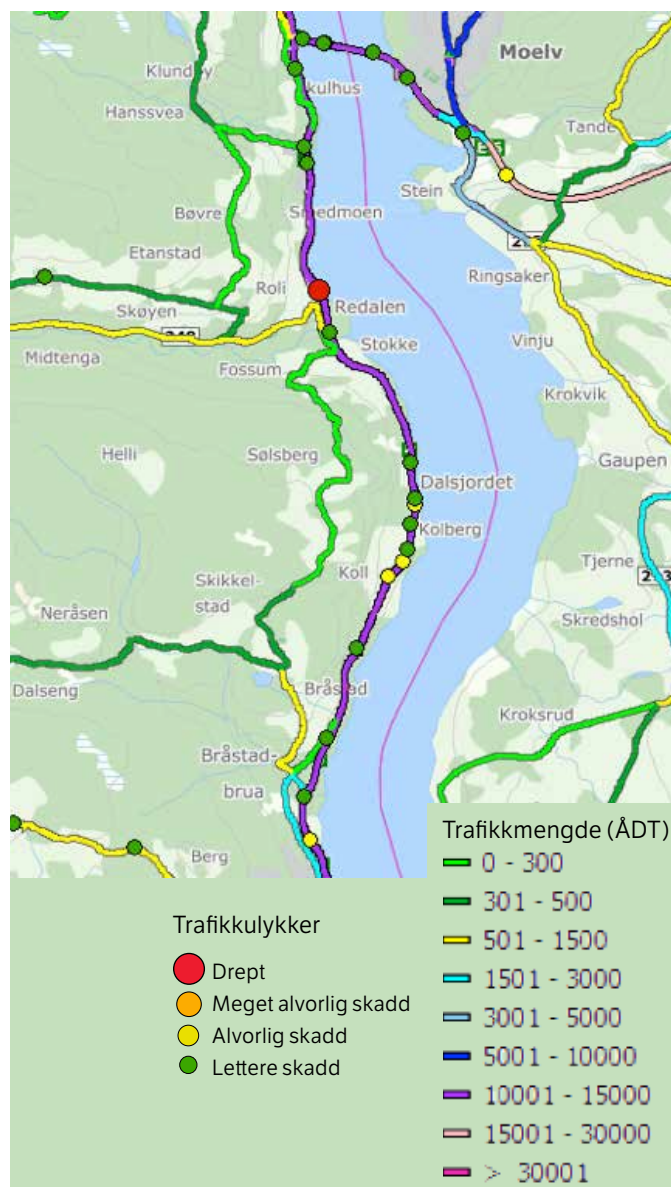 Moelv
Klundby
kulhus
Hanssvea
Tande
E6
Stein
Smedmoen
Bøvre
Etanstad
Ringsaker
Roli
Redalen
Skøyen
Stokke
Vinju
Midtenga
Fossum
Krokvik
Helli
Sølsberg
Gaupen
Dalsjordet
Kolberg
Tjerne
Koll
Skikkel-
stad
Neråsen
Skredshol
Dalseng
Bråstad
Kroksrud
Bråstad-
brua
Berg
Trafikkmengde (ÅDT)
0 - 300
301 - 500
501 - 1500
1501 - 3000
3001 - 5000
5001 - 10000
10001 - 15000
15001 - 30000
> 30001
Trafikkulykker
Drept
Meget alvorlig skadd
Alvorlig skadd
Lettere skadd